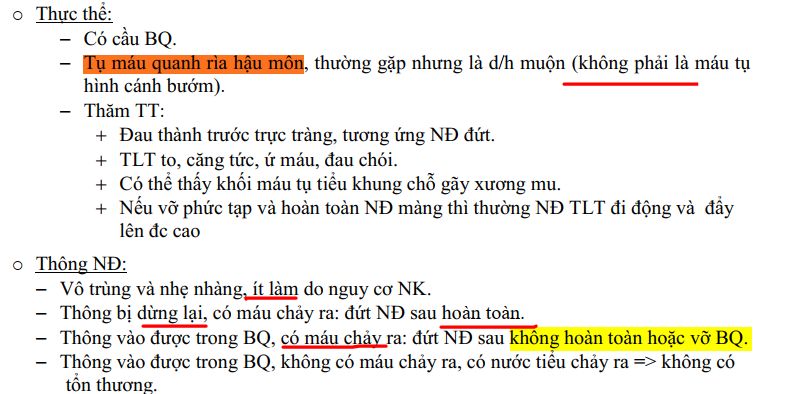 ○ Thực thể:
– Có cầu BQ.
– Tụ máu quanh rìa hậu môn, thường gặp nhưng là d/h muộn (không phải là máu tụ
hình cánh bướm).
– Thăm TT:
+ Đau thành trước trực tràng, tương ứng NĐ đứt.
+ TLT to, căng tức, ứ máu, đau chói.
+ Có thể thấy khối máu tụ tiểu khung chỗ gãy xương mu.
+ Nếu vỡ phức tạp và hoàn toàn NĐ màng thì thường NĐ TLT đi động và đẩy
lên đc cao
○ Thông NĐ:
– Vô trùng và nhẹ nhàng, ít làm do nguy cơ NK.
– Thông bị dừng lại, có máu chảy ra: đứt NĐ sau hoàn toàn.
– Thông vào được trong BQ, có máu chảy ra: đứt NĐ sau không hoàn toàn hoặc vỡ BQ.
– Thông vào được trong BQ, không có máu chảy ra, có nước tiểu chảy ra => không có
tổn thương.